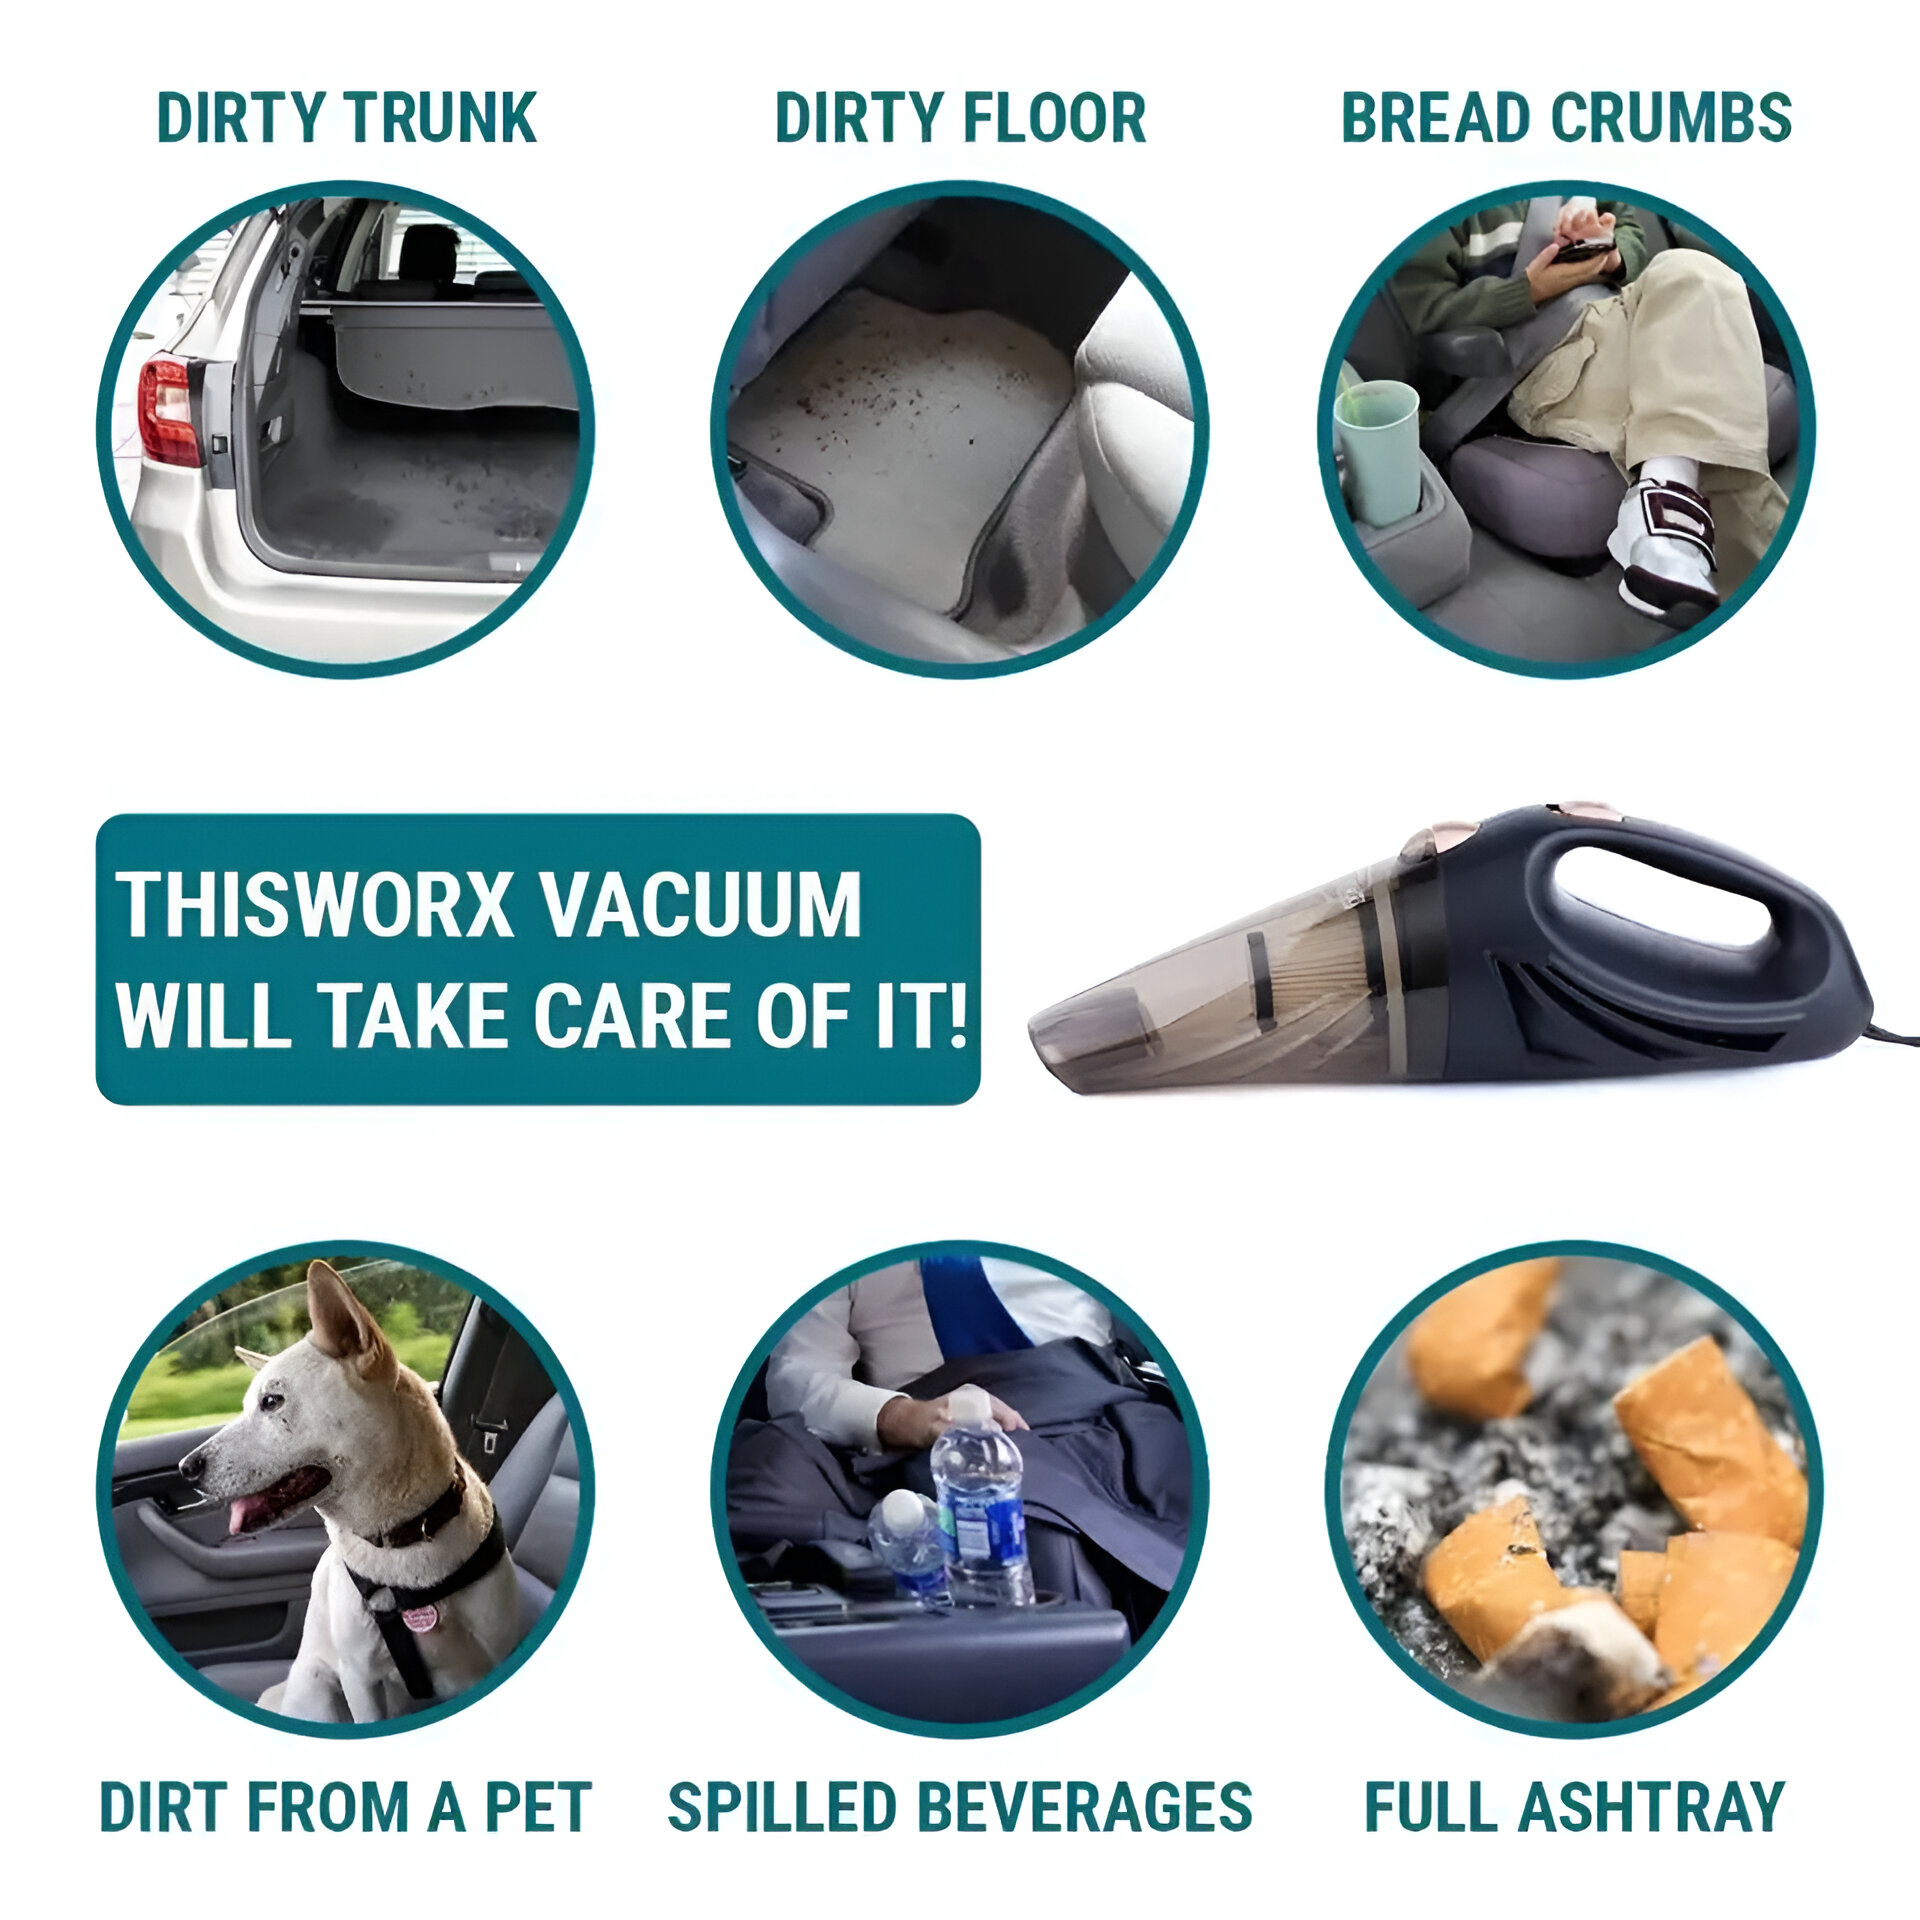 DIRTY TRUNK
DIRTY FLOOR
BREAD CRUMBS
THISWORX VACUUM
WILL TAKE CARE OF IT!
DIRT FROM A PET
SPILLED BEVERAGES
FULL ASHTRAY